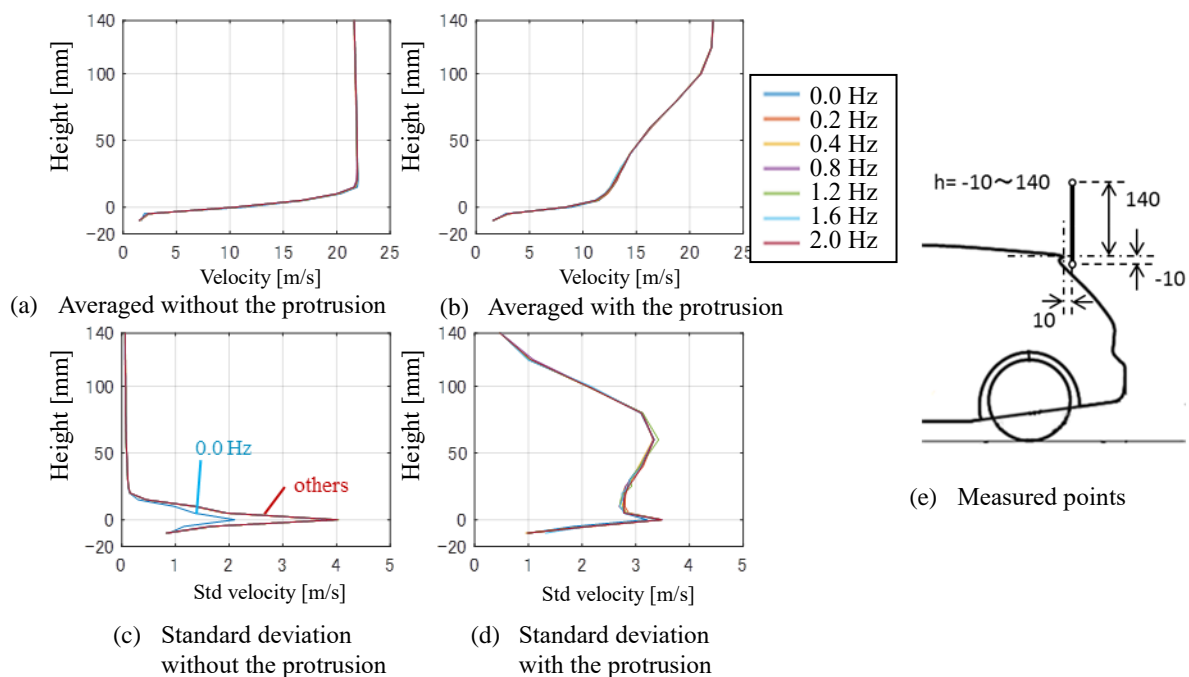 140
100
50
0
−20
Height [mm]
0 5 10 15 20 25
Velocity [m/s]
(a) Averaged without the protrusion
140
100
50
0
−20
Height [mm]
0 5 10 15 20 25
Velocity [m/s]
(b) Averaged with the protrusion
0.0 Hz
0.2 Hz
0.4 Hz
0.8 Hz
1.2 Hz
1.6 Hz
2.0 Hz
140
100
50
0
−20
Height [mm]
0.0 Hz
others
0 1 2 3 4 5
Std velocity [m/s]
(c) Standard deviation
without the protrusion
140
100
50
0
−20
Height [mm]
0 1 2 3 4 5
Std velocity [m/s]
(d) Standard deviation
with the protrusion
h= -10～140
140
-10
10
(e) Measured points